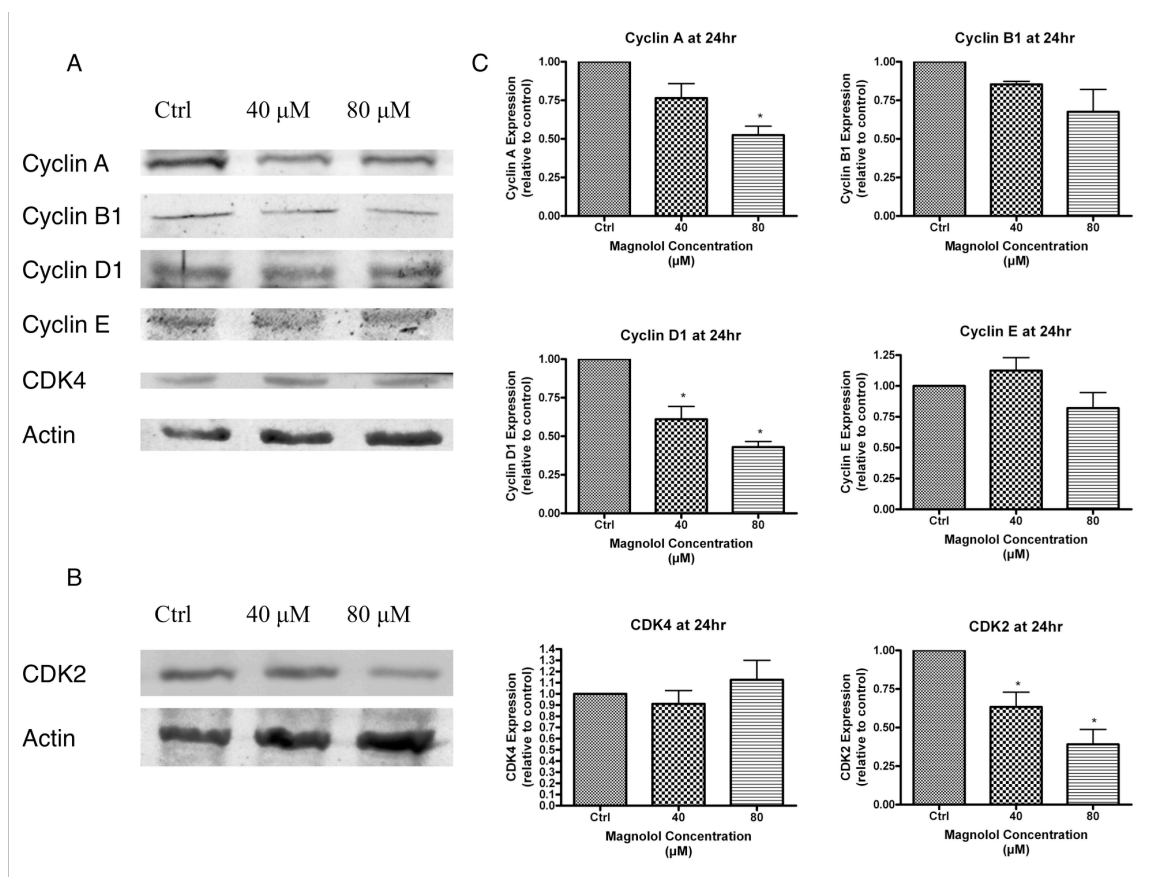 A
Ctrl 40 μM 80 μM
Cyclin A
Cyclin B1
Cyclin D1
Cyclin E
CDK4
Actin
B
Ctrl 40 μM 80 μM
CDK2
Actin
C
Cyclin A at 24hr
Cyclin A Expression
(relative to control)
1.00
0.75
0.50
0.25
0.00
*
Ctrl 40 80
Magnolol Concentration
(μM)
Cyclin B1 at 24hr
Cyclin B1 Expression
(relative to control)
1.00
0.75
0.50
0.25
0.00
Ctrl 40 80
Magnolol Concentration
(μM)
Cyclin D1 at 24hr
Cyclin D1 Expression
(relative to control)
1.00
0.75
0.50
0.25
0.00
* *
Ctrl 40 80
Magnolol Concentration
(μM)
Cyclin E at 24hr
Cyclin E Expression
(relative to control)
1.25
1.00
0.75
0.50
0.25
0.00
Ctrl 40 80
Magnolol Concentration
(μM)
CDK4 at 24hr
CDK4 Expression
(relative to control)
1.4
1.3
1.2
1.1
1.0
0.9
0.8
0.7
0.6
0.5
0.4
0.3
0.2
0.1
0.0
Ctrl 40 80
Magnolol Concentration
(μM)
CDK2 at 24hr
CDK2 Expression
(relative to control)
1.00
0.75
0.50
0.25
0.00
* *
Ctrl 40 80
Magnolol Concentration
(μM)